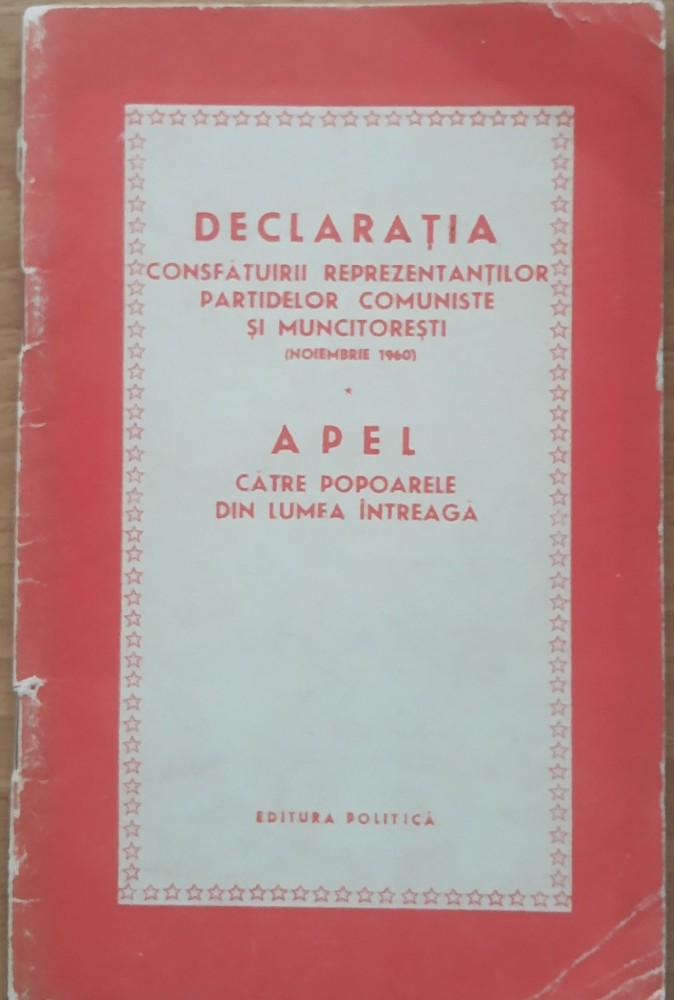 DECLARAȚIA
CONSFĂTUIRII REPREZENTANȚILOR
PARTIDELOR COMUNISTE
ȘI MUNCITOREȘTI
(NOIEMBRIE 1960)
APEL
CĂTRE POPOARELE
DIN LUMEA ÎNTREAGĂ
EDITURA POLITICĂ